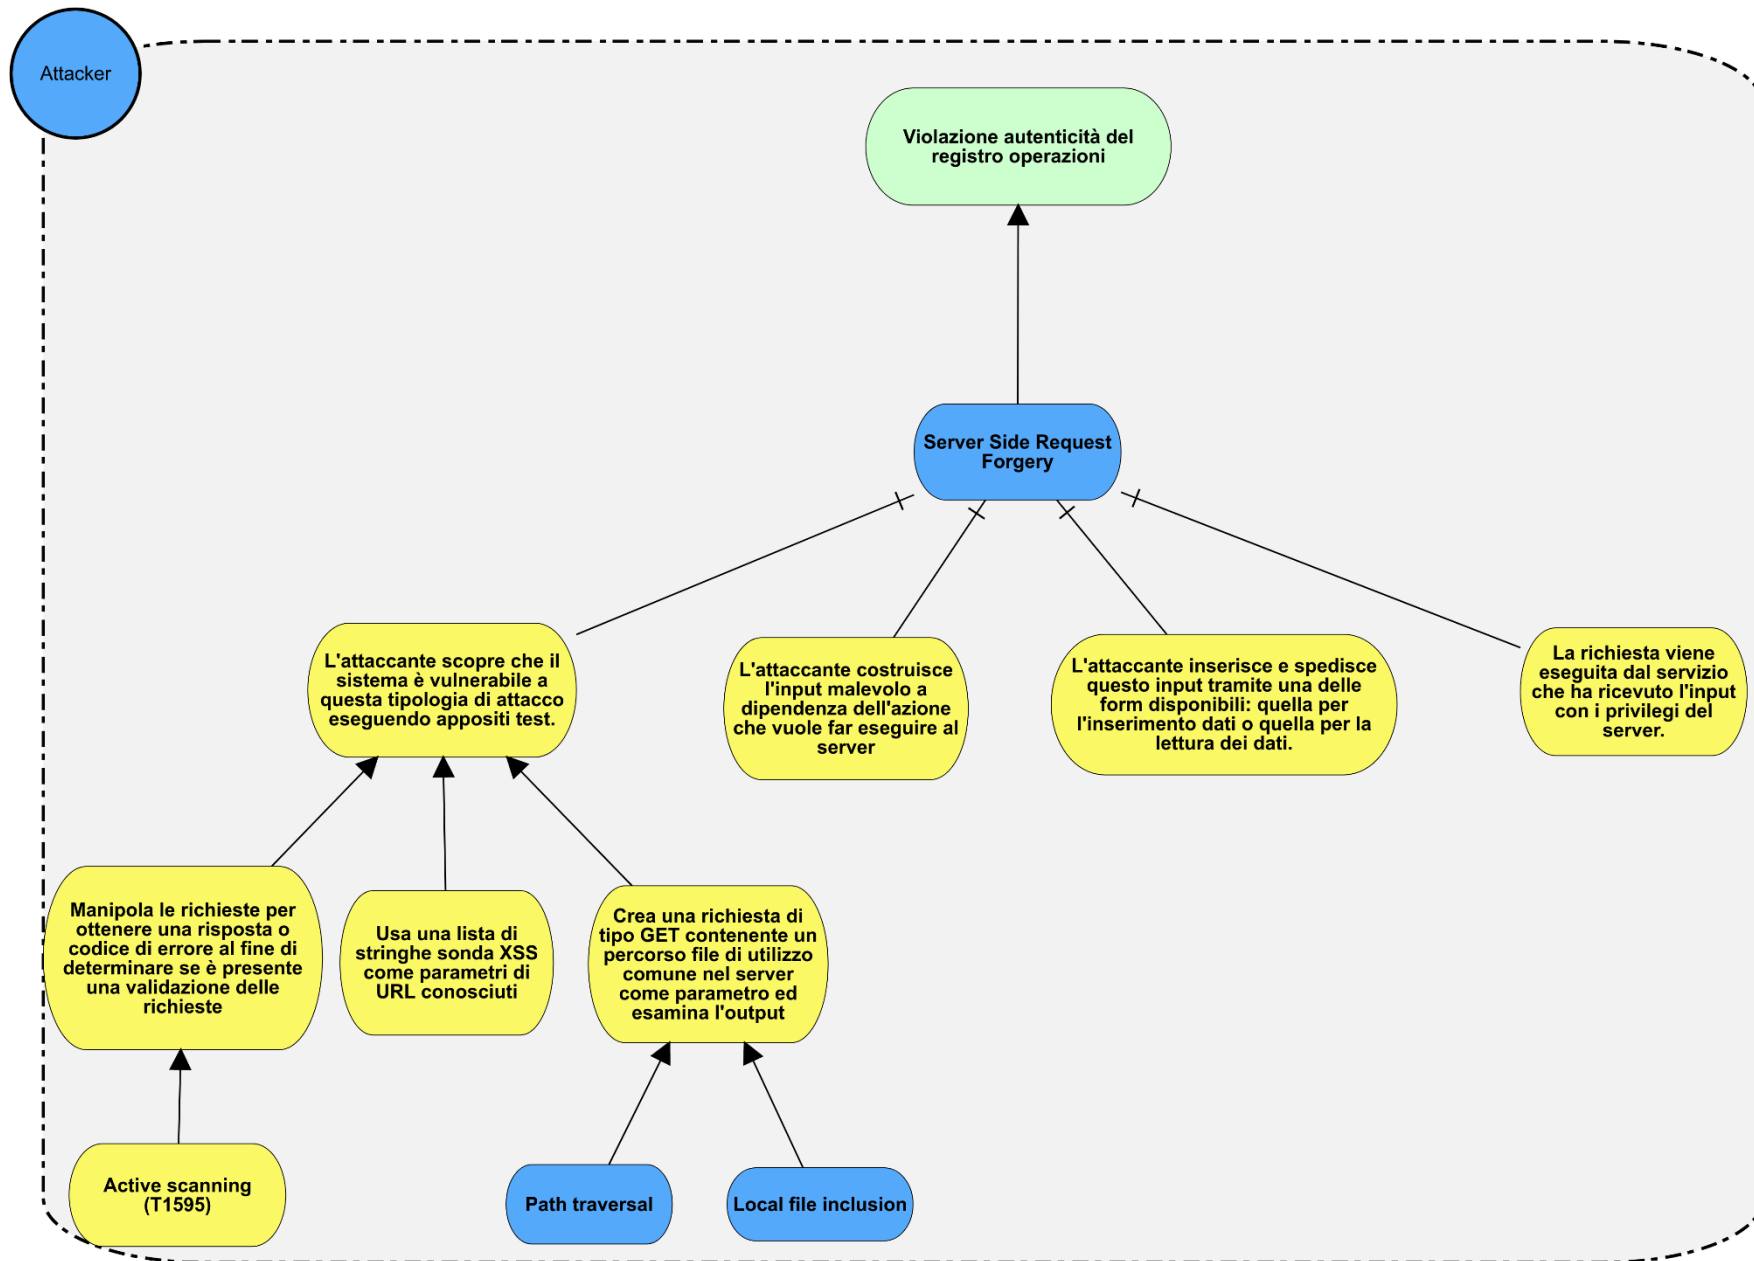 Attacker
Violazione autenticità del
registro operazioni
Server Side Request
Forgery
L'attaccante scopre che il
sistema è vulnerabile a
questa tipologia di attacco
eseguendo appositi test.
L'attaccante costruisce
l'input malevolo a
dipendenza dell'azione
che vuole far eseguire al
server
L'attaccante inserisce e spedisce
questo input tramite una delle
form disponibili: quella per
l'inserimento dati o quella per la
lettura dei dati.
La richiesta viene
eseguita dal servizio
che ha ricevuto l'input
con i privilegi del
server.
Manipola le richieste per
ottenere una risposta o
codice di errore al fine di
determinare se è presente
una validazione delle
richieste
Usa una lista di
stringhe sonda XSS
come parametri di
URL conosciuti
Crea una richiesta di
tipo GET contenente un
percorso file di utilizzo
comune nel server
come parametro ed
esamina l'output
Active scanning
(T1595)
Path traversal
Local file inclusion